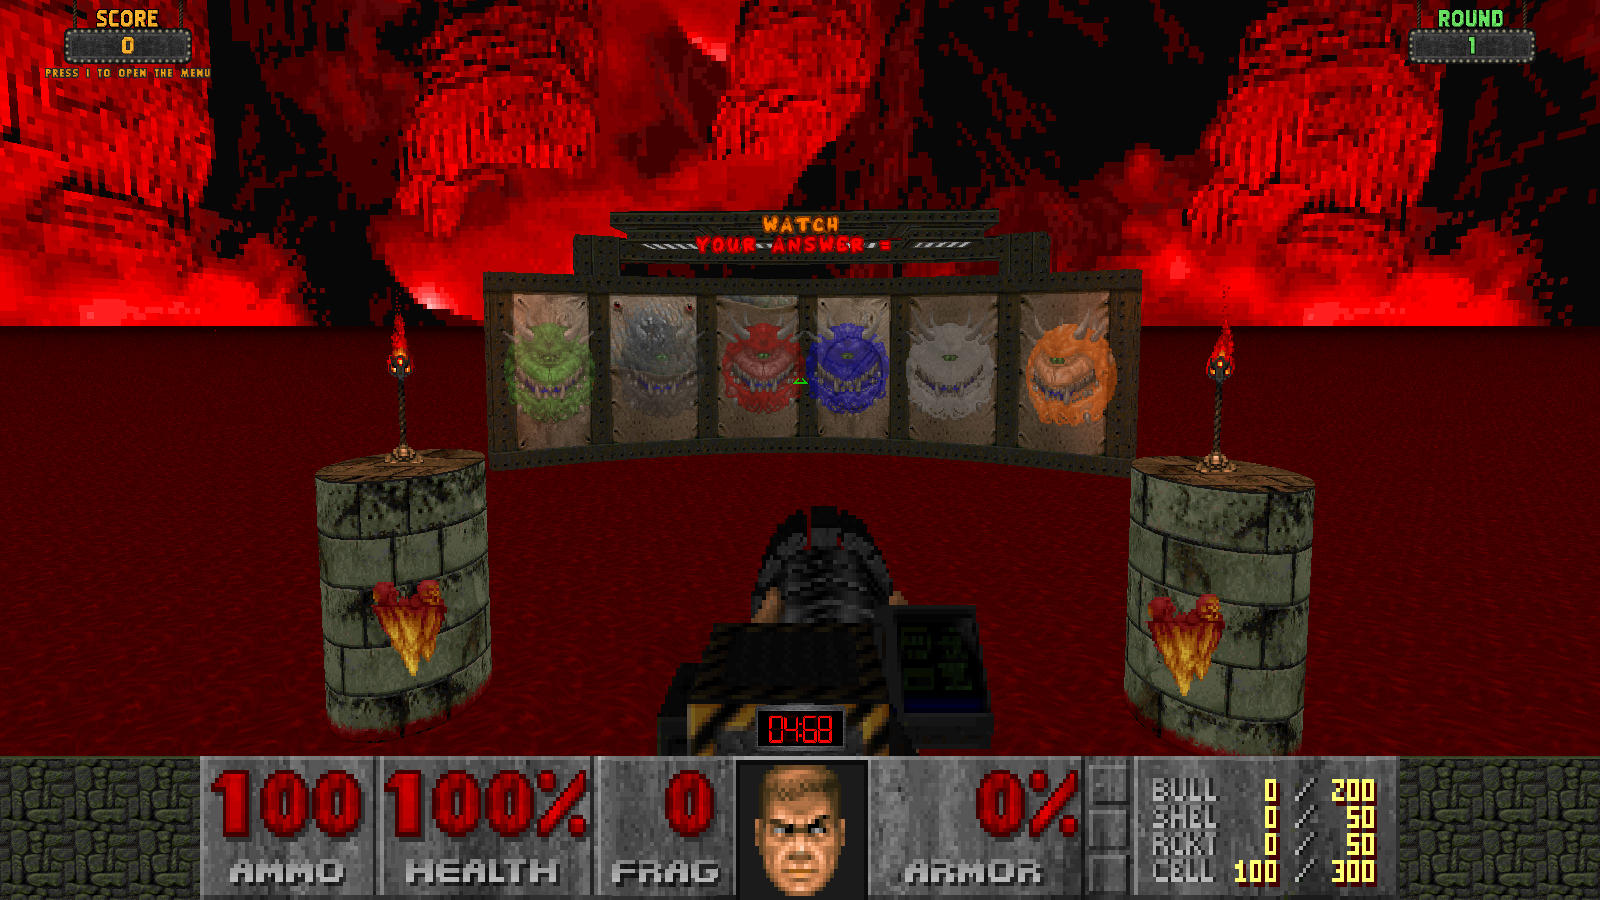 SCORE
0
PRESS I TO OPEN THE MENU
ROUND
1
WATCH
YOUR ANSWER =
04:68
100 100% 0 0%
AMMO HEALTH FRAG ARMOR
BULL 0 / 200
SHEL 0 / 50
RCKT 0 / 50
CELL 100 / 300